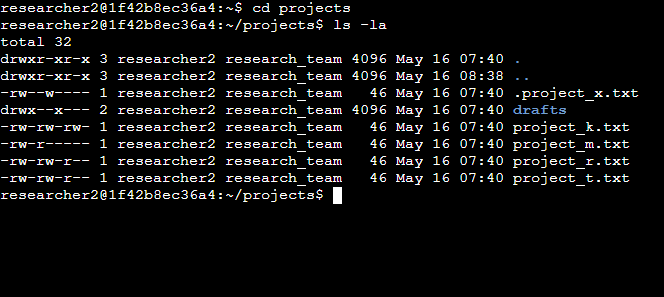 researcher2@1f42b8ec36a4:~$ cd projects
researcher2@1f42b8ec36a4:~/projects$ ls -la
total 32
drwxr-xr-x 3 researcher2 research_team 4096 May 16 07:40 .
drwxr-xr-x 3 researcher2 research_team 4096 May 16 08:38 ..
-rw--w---- 1 researcher2 research_team   46 May 16 07:40 .project_x.txt
drwx--x--- 2 researcher2 research_team 4096 May 16 07:40 drafts
-rw-rw-rw- 1 researcher2 research_team   46 May 16 07:40 project_k.txt
-rw-r----- 1 researcher2 research_team   46 May 16 07:40 project_m.txt
-rw-rw-r-- 1 researcher2 research_team   46 May 16 07:40 project_r.txt
-rw-rw-r-- 1 researcher2 research_team   46 May 16 07:40 project_t.txt
researcher2@1f42b8ec36a4:~/projects$